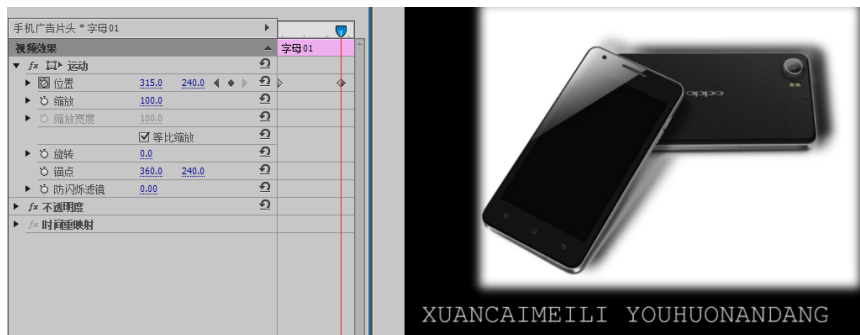 手机广告片头 * 字母01
视频效果
字母01
fx 运动
位置 315.0 240.0
缩放 100.0
缩放宽度 100.0
等比缩放
旋转 0.0
锚点 360.0 240.0
防闪烁滤镜 0.00
fx 不透明度
fx 时间重映射
oppo
XUANCAIMEILI YOUHUONANDANG